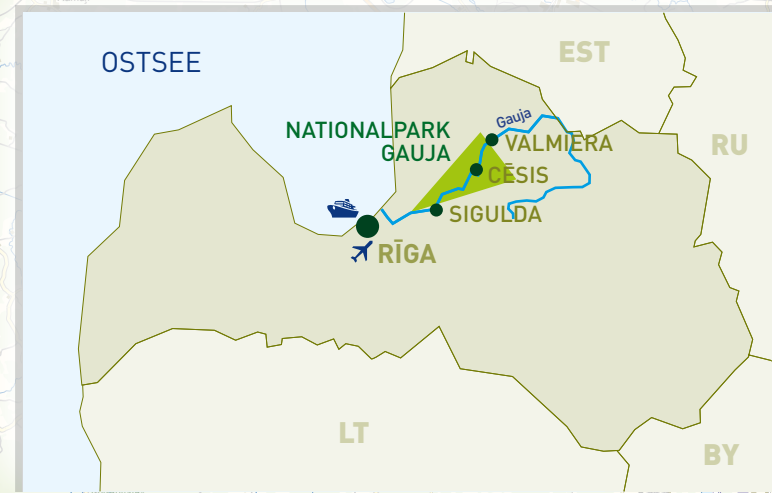 OSTSEE
EST
Gauja
NATIONALPARK
GAUJA
VALMIERA
RU
CĒSIS
SIGULDA
RĪGA
LT
BY